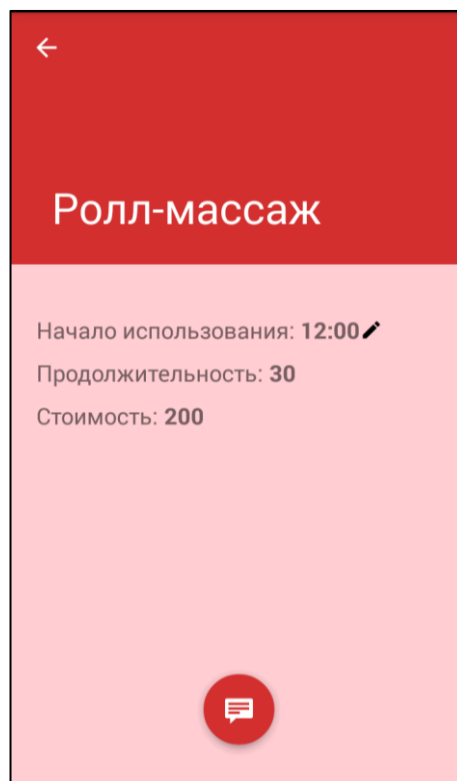 Ролл-массаж
Начало использования: 12:00
Продолжительность: 30
Стоимость: 200